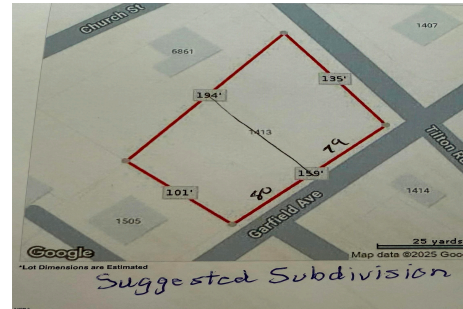 Church St
1407
6861
135'
194'
1413
79
Tilton R
159'
101'
80
1414
Garfield Ave
1505
25 yards
Google
Map data ©2025 Goo
*Lot Dimensions are Estimated
Suggested Subdivision